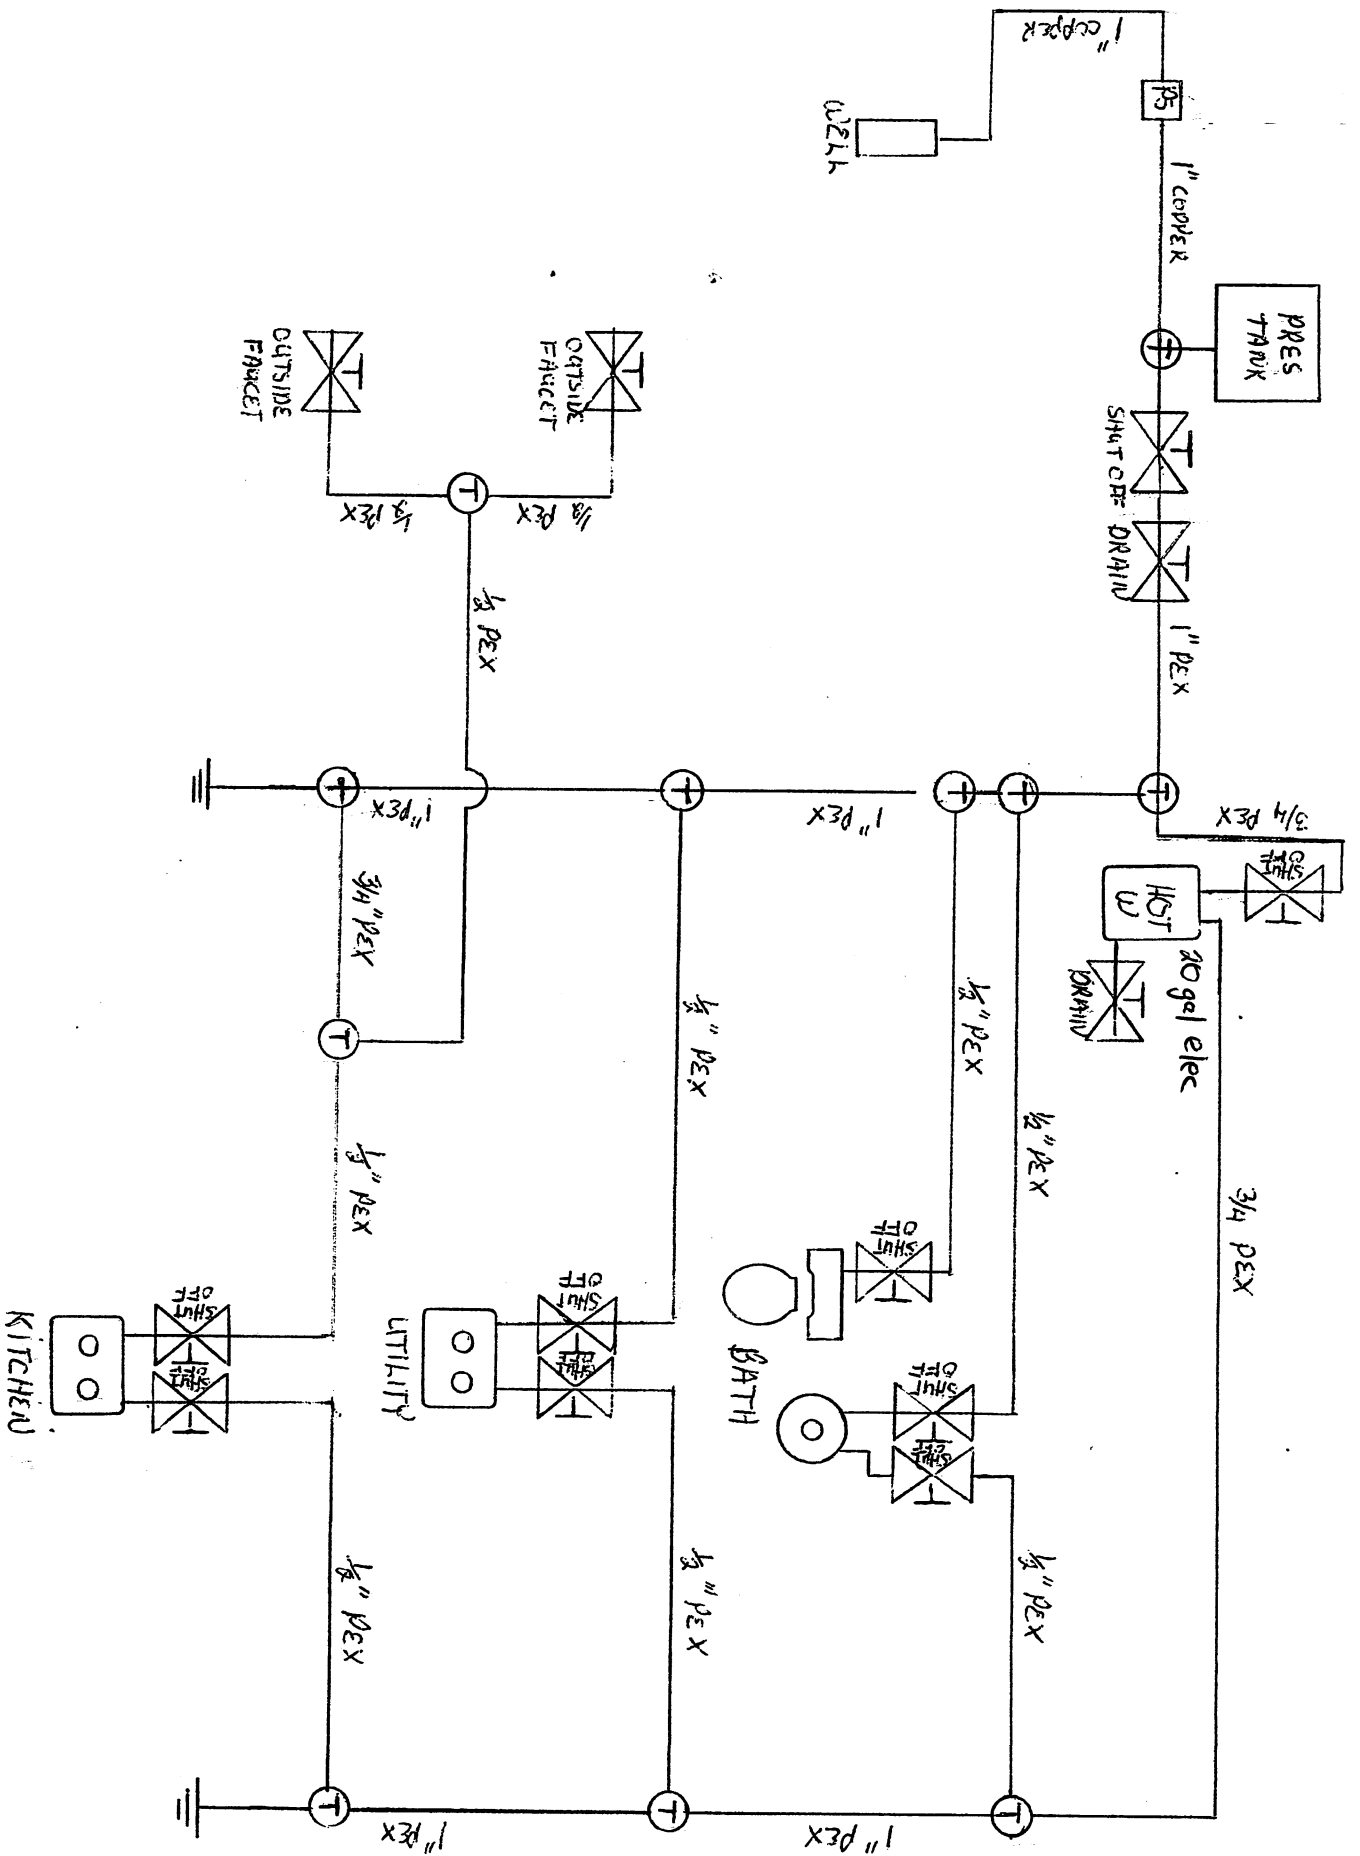 1" COPPER
PS
WELL
1" COPPER
PRES
TANK
T
SHUT OFF
DRAIN
1" PEX
OUTSIDE
FAUCET
OUTSIDE
FAUCET
T
1/2 PEX
1/2 PEX
1/2 PEX
T
3/4 PEX
SHUT
OFF
HOT
W
20 gal elec
DRAIN
3/4 PEX
T
T
1" PEX
T
1" PEX
T
3/4" PEX
T
1/2" PEX
1/2" PEX
1/2" PEX
1/2" PEX
SHUT
OFF
BATH
SHUT
OFF
SHUT
OFF
1/2" PEX
SHUT
OFF
SHUT
OFF
UTILITY
1/2''' PEX
SHUT
OFF
SHUT
OFF
KITCHEN
1/2" PEX
T
1" PEX
T
1" PEX
T